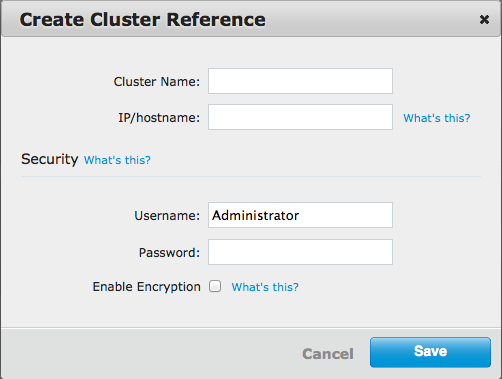 Create Cluster Reference ✖
Cluster Name:
IP/hostname: What's this?
Security What's this?
Username: Administrator
Password:
Enable Encryption What's this?
Cancel Save